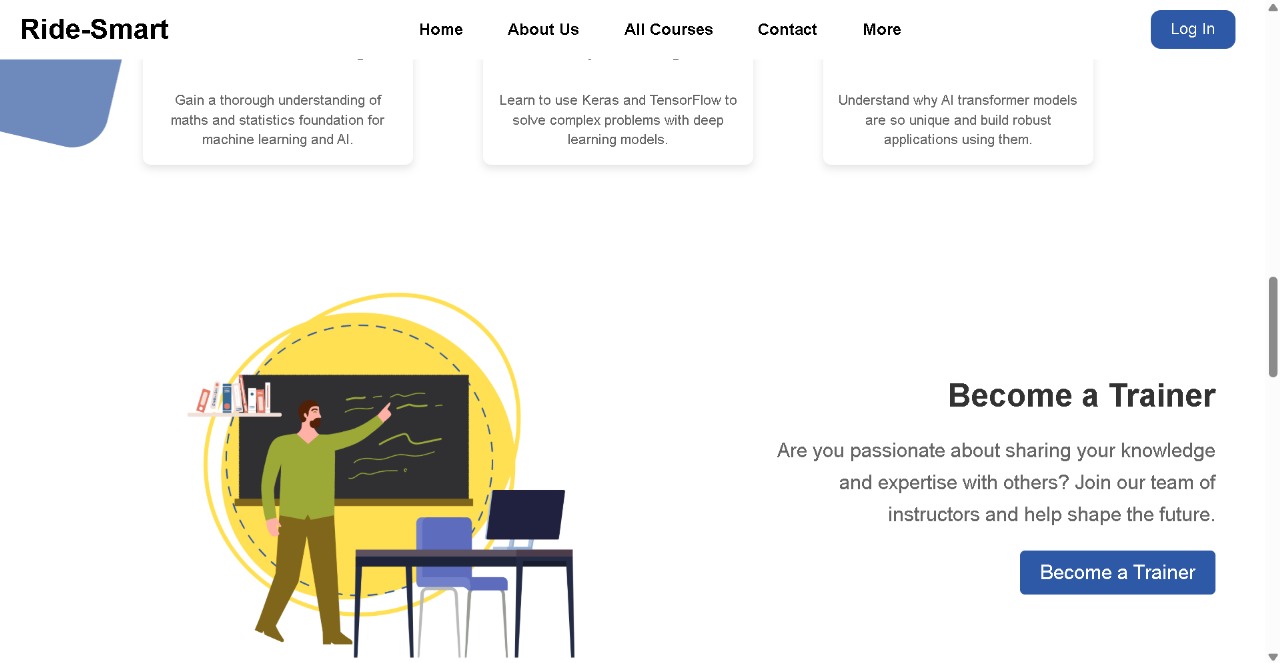 Ride-Smart
Home
About Us
All Courses
Contact
More
Log In
Gain a thorough understanding of
maths and statistics foundation for
machine learning and AI.
Learn to use Keras and TensorFlow to
solve complex problems with deep
learning models.
Understand why AI transformer models
are so unique and build robust
applications using them.
Become a Trainer
Are you passionate about sharing your knowledge
and expertise with others? Join our team of
instructors and help shape the future.
Become a Trainer